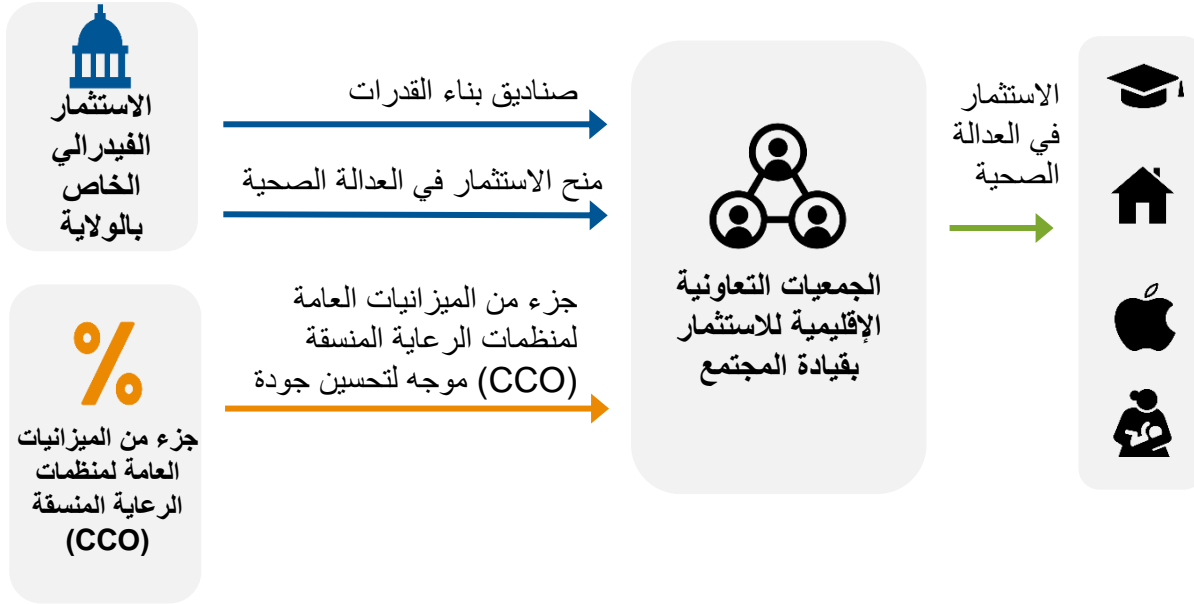 الاستثمار
الفيدرالي
الخاص
بالولاية
صناديق بناء القدرات
منح الاستثمار في العدالة الصحية
%
جزء من الميزانيات
العامة لمنظمات
الرعاية المنسقة
(CCO)
جزء من الميزانيات العامة
لمنظمات الرعاية المنسقة
(CCO) موجه لتحسين جودة
الجمعيات التعاونية
الإقليمية للاستثمار
بقيادة المجتمع
الاستثمار
في العدالة
الصحية